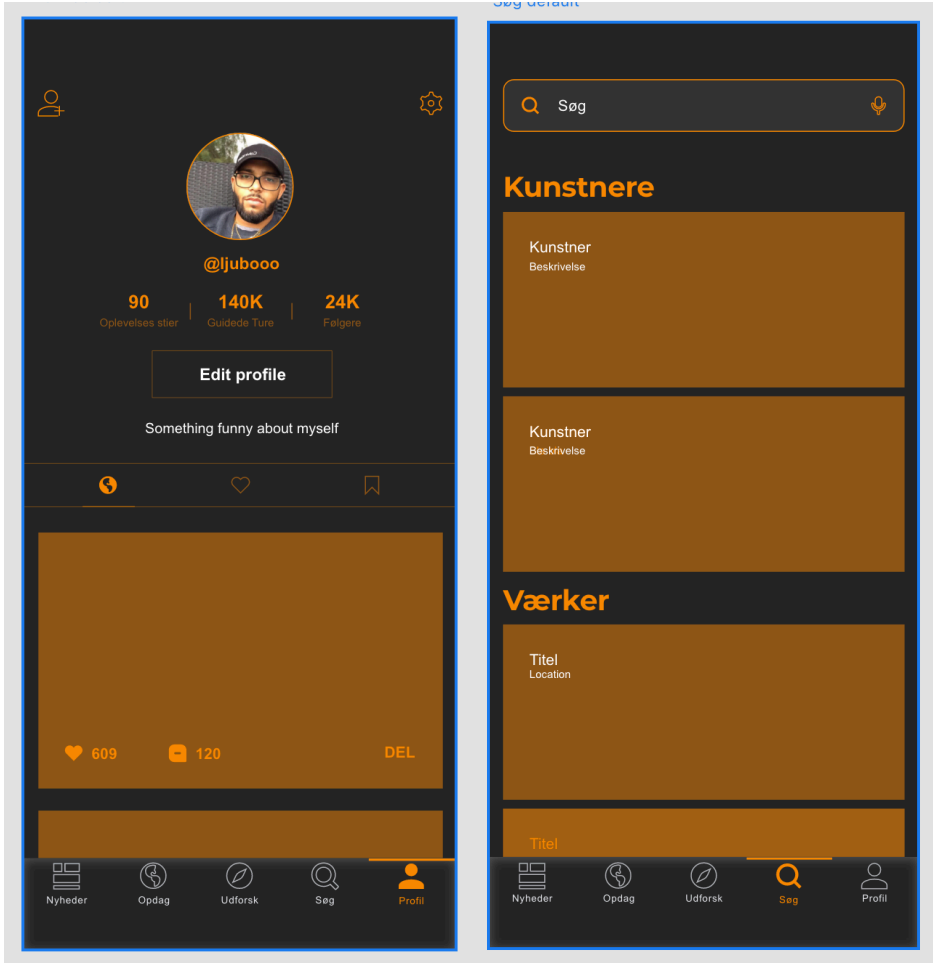 @ljubooo
90
140K
24K
Oplevelses stier
Guidede Ture
Følgere
Edit profile
Something funny about myself
609
120
DEL
Nyheder
Opdag
Udforsk
Søg
Profil
Søg default
Søg
Kunstnere
Kunstner
Beskrivelse
Kunstner
Beskrivelse
Værker
Titel
Location
Titel
Nyheder
Opdag
Udforsk
Søg
Profil